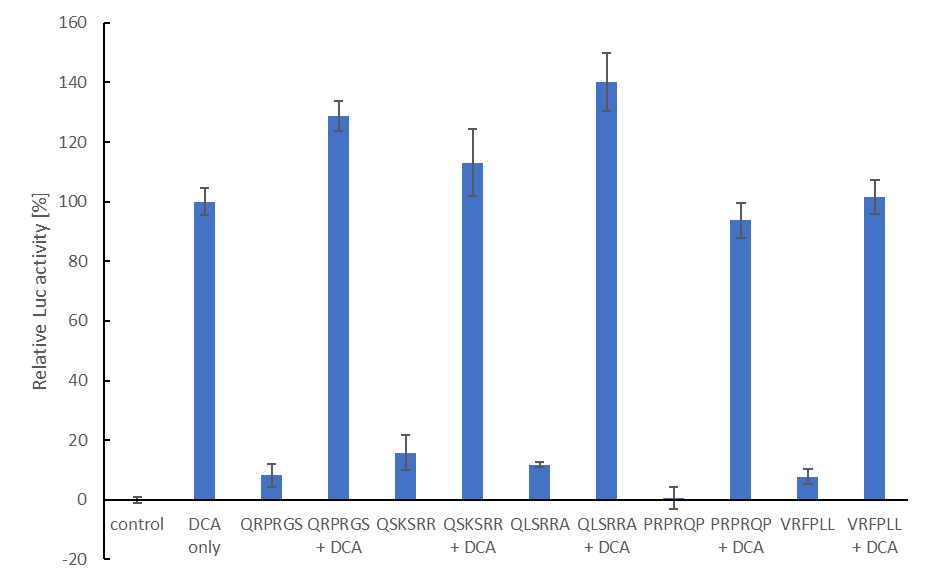 160
140
120
100
80
60
40
20
0
-20
Relative Luc activity [%]
control
DCA only
QRPRGS
QRPRGS + DCA
QSKSRR
QSKSRR + DCA
QLSRRA
QLSRRA + DCA
PRPRQP
PRPRQP + DCA
VRFPLL
VRFPLL + DCA